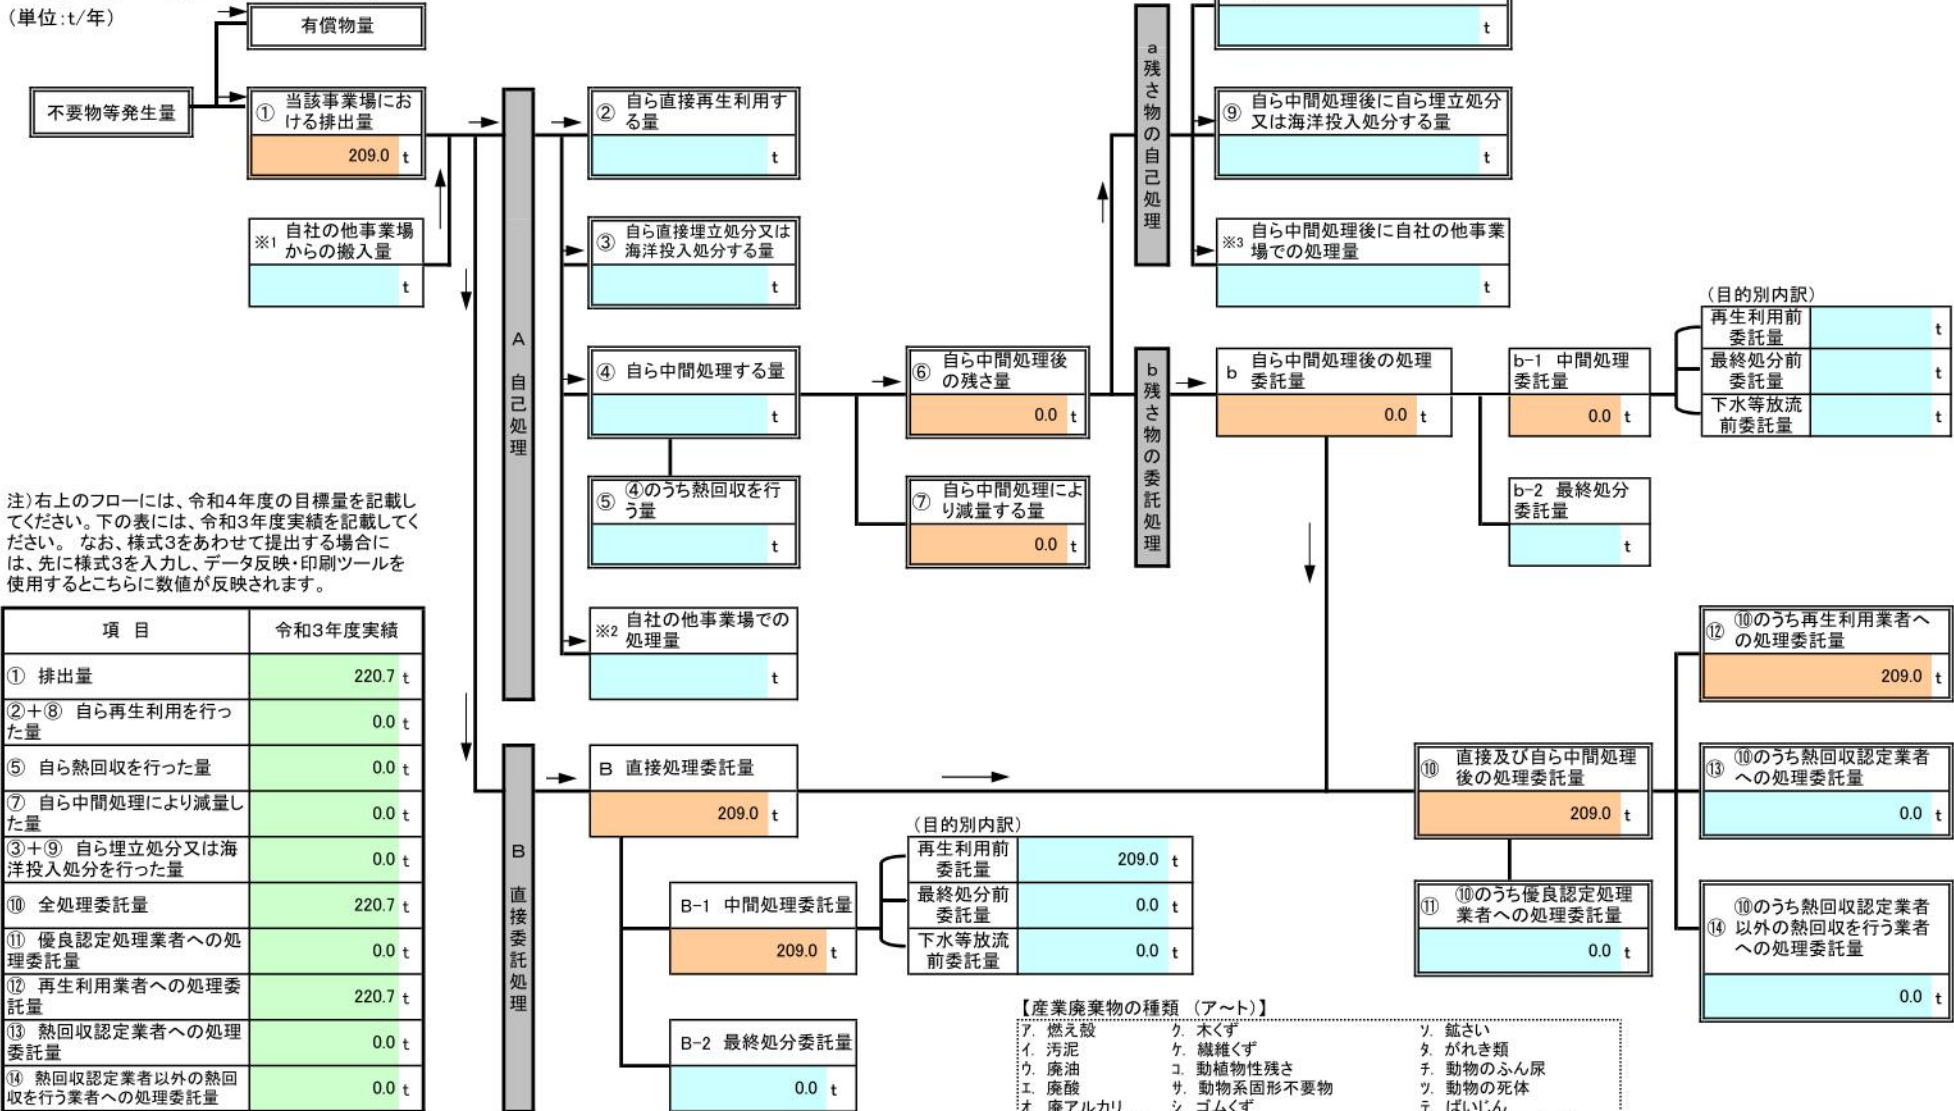 (単位:t/年)
有償物量
不要物等発生量
① 当該事業場にお
ける排出量
209.0 t
※1 自社の他事業場
からの搬入量
t
A 自己処理
② 自ら直接再生利用す
る量
t
③ 自ら直接埋立処分又は
海洋投入処分する量
t
④ 自ら中間処理する量
t
⑤ ④のうち熱回収を行
う量
t
※2 自社の他事業場での
処理量
t
⑥ 自ら中間処理後
の残さ量
0.0 t
⑦ 自ら中間処理によ
り減量する量
0.0 t
a 残さ物の自己処理
t
⑨ 自ら中間処理後に自ら埋立処分
又は海洋投入処分する量
t
※3 自ら中間処理後に自社の他事業
場での処理量
t
b 残さ物の委託処理
b 自ら中間処理後の処理
委託量
0.0 t
b-1 中間処理
委託量
0.0 t
(目的別内訳)
再生利用前
委託量
t
最終処分前
委託量
t
下水等放流
前委託量
t
b-2 最終処分
委託量
t
注)右上のフローには、令和4年度の目標量を記載し
てください。下の表には、令和3年度実績を記載してく
ださい。 なお、様式3をあわせて提出する場合に
は、先に様式3を入力し、データ反映・印刷ツールを
使用するとこちらに数値が反映されます。
項 目 令和3年度実績
① 排出量 220.7 t
②+⑧ 自ら再生利用を行っ
た量 0.0 t
⑤ 自ら熱回収を行った量 0.0 t
⑦ 自ら中間処理により減量し
た量 0.0 t
③+⑨ 自ら埋立処分又は海
洋投入処分を行った量 0.0 t
⑩ 全処理委託量 220.7 t
⑪ 優良認定処理業者への処
理委託量 0.0 t
⑫ 再生利用業者への処理委
託量 220.7 t
⑬ 熱回収認定業者への処理
委託量 0.0 t
⑭ 熱回収認定業者以外の熱回
収を行う業者への処理委託量 0.0 t
B 直接委託処理
B 直接処理委託量
209.0 t
B-1 中間処理委託量
209.0 t
B-2 最終処分委託量
0.0 t
(目的別内訳)
再生利用前
委託量
209.0 t
最終処分前
委託量
0.0 t
下水等放流
前委託量
0.0 t
⑩ 直接及び自ら中間処理
後の処理委託量
209.0 t
⑪ ⑩のうち優良認定処理
業者への処理委託量
0.0 t
⑫ ⑩のうち再生利用業者へ
の処理委託量
209.0 t
⑬ ⑩のうち熱回収認定業者
への処理委託量
0.0 t
⑭ ⑩のうち熱回収認定業者
以外の熱回収を行う業者
への処理委託量
0.0 t
【産業廃棄物の種類 (ア~ト)】
ア. 燃え殻 ク. 木くず ソ. 鉱さい
イ. 汚泥 ケ. 繊維くず タ. がれき類
ウ. 廃油 コ. 動植物性残さ チ. 動物のふん尿
エ. 廃酸 サ. 動物系固形不要物 ツ. 動物の死体
オ. 廃アルカリ シ. ゴムくず テ. ばいじん